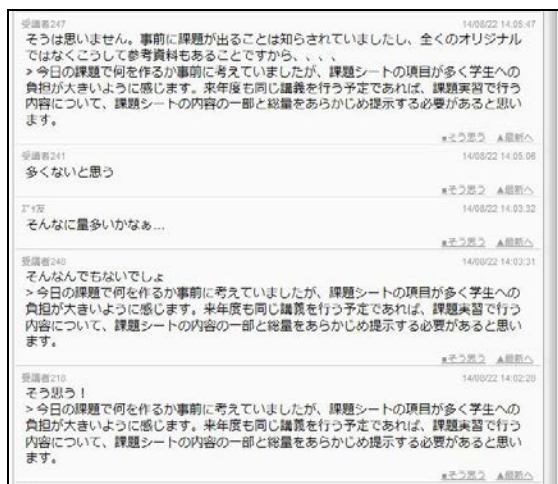 受講者247 14/08/22 14:05:47
そうは思いません。事前に課題が出ることは知らされていましたし、全くのオリジナル
ではなくこうして参考資料もあることですから、、、、
> 今日の課題で何を作るか事前に考えていましたが、課題シートの項目が多く学生への
負担が大きいように感じます。来年度も同じ講義を行う予定であれば、課題実習で行う
内容について、課題シートの内容の一部と総量をあらかじめ提示する必要があると思い
ます。
■そう思う ▲最新へ
受講者241 14/08/22 14:05:06
多くないと思う
■そう思う ▲最新へ
14/08/22 14:03:32
そんなに量多いかなぁ...
■そう思う ▲最新へ
受講者248 14/08/22 14:03:31
そんなんでもないでしょ
> 今日の課題で何を作るか事前に考えていましたが、課題シートの項目が多く学生への
負担が大きいように感じます。来年度も同じ講義を行う予定であれば、課題実習で行う
内容について、課題シートの内容の一部と総量をあらかじめ提示する必要があると思い
ます。
■そう思う ▲最新へ
受講者218 14/08/22 14:02:28
そう思う！
> 今日の課題で何を作るか事前に考えていましたが、課題シートの項目が多く学生への
負担が大きいように感じます。来年度も同じ講義を行う予定であれば、課題実習で行う
内容について、課題シートの内容の一部と総量をあらかじめ提示する必要があると思い
ます。
■そう思う ▲最新へ